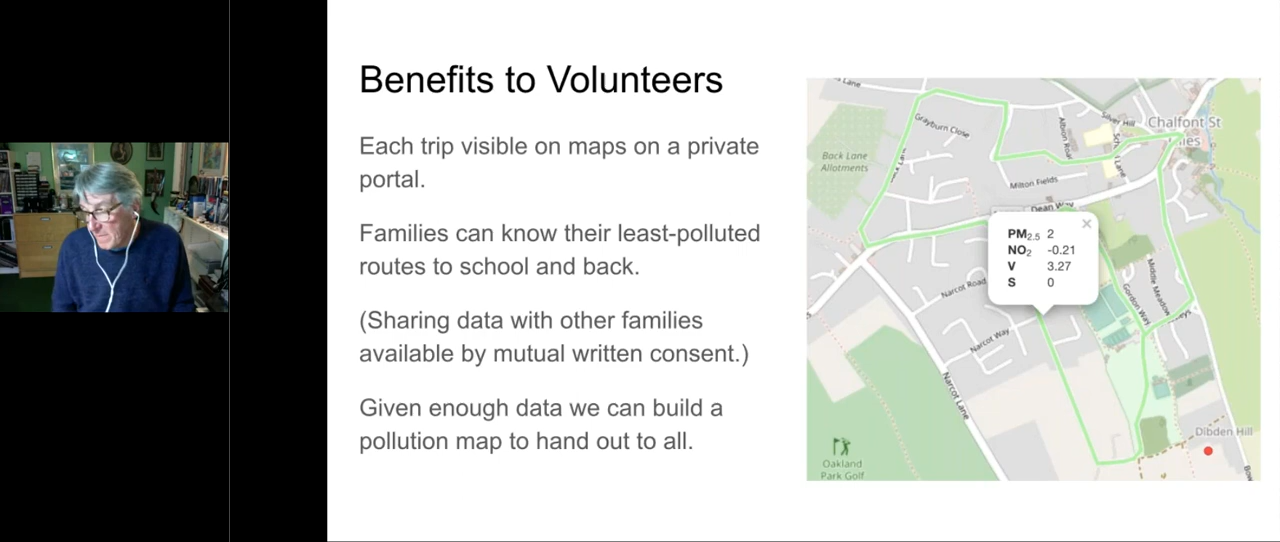 Benefits to Volunteers
Each trip visible on maps on a private
portal.
Families can know their least-polluted
routes to school and back.
(Sharing data with other families
available by mutual written consent.)
Given enough data we can build a
pollution map to hand out to all.
Grayburn Close
Albion Road
Silver Hill
Chalfont St
Back Lane
Allotments
Milton Fields
Dean Way
PM2.5 2
NO2 -0.21
V 3.27
S 0
×
Narcot Road
Gordon Way
Middle Meadow
Narcot Way
Narcot Lane
Dibden Hill
Oakland
Park Golf